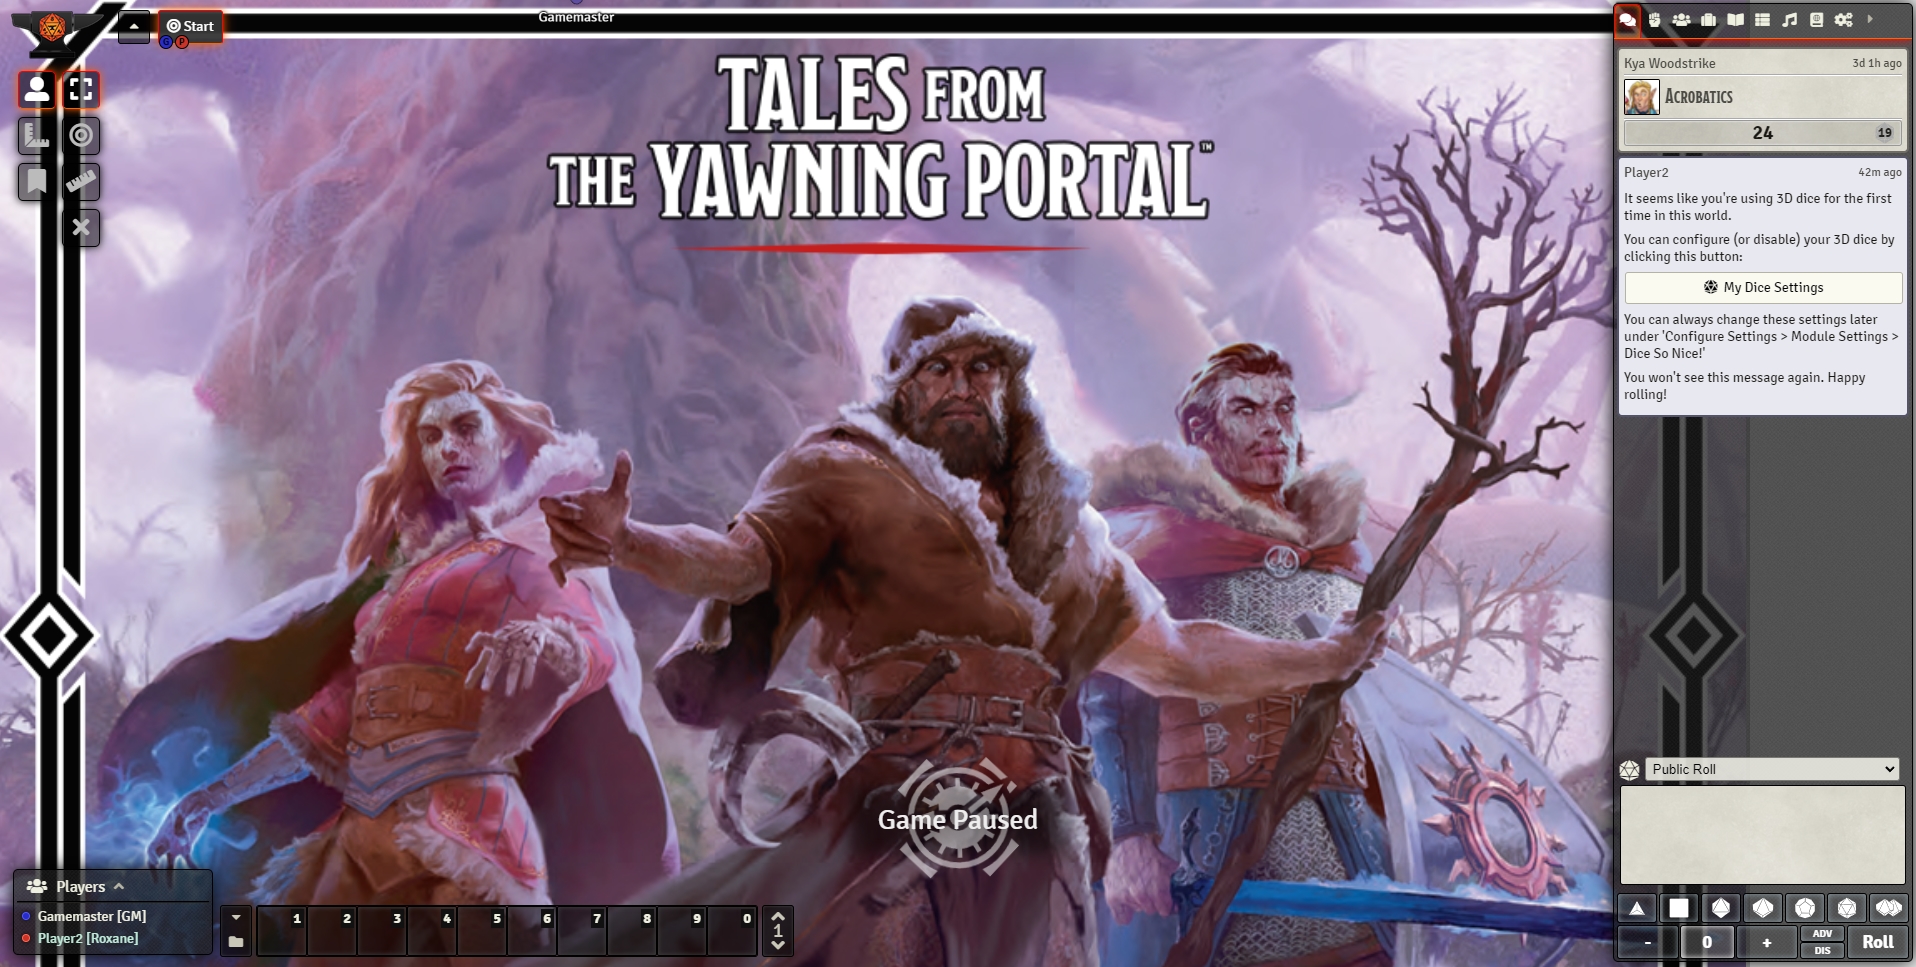 Gamemaster
Start
G P
TALES FROM
THE YAWNING PORTAL™
Kya Woodstrike 3d 1h ago
Acrobatics
24 19
Player2 42m ago
It seems like you're using 3D dice for the first
time in this world.
You can configure (or disable) your 3D dice by
clicking this button:
My Dice Settings
You can always change these settings later
under 'Configure Settings > Module Settings >
Dice So Nice!'
You won't see this message again. Happy
rolling!
Public Roll
Game Paused
Players
Gamemaster [GM]
Player2 [Roxane]
1 2 3 4 5 6 7 8 9 0
1
- 0 + ADV
DIS
Roll